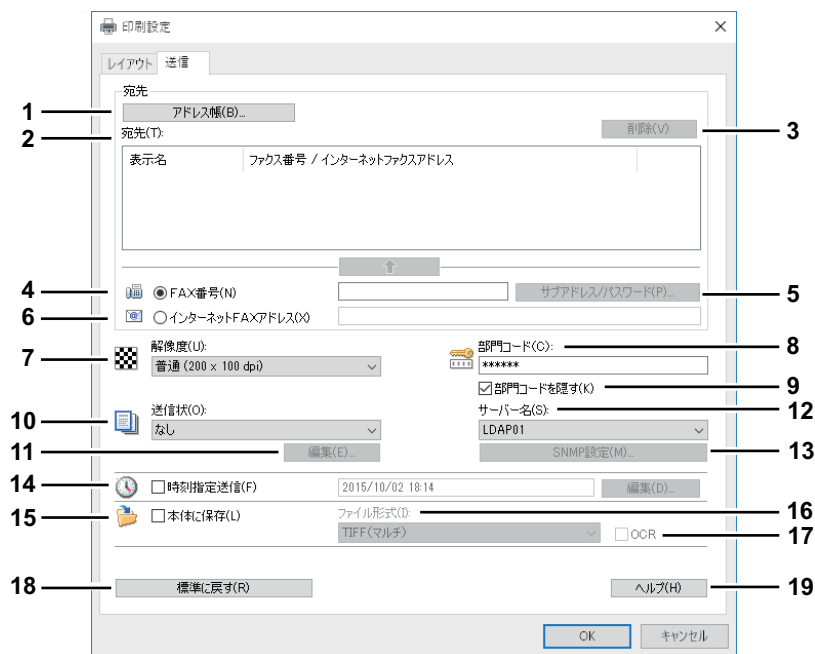 印刷設定
レイアウト 送信
宛先
1 アドレス帳(B)...
2 宛先(T):
削除(V) 3
表示名 ファクス番号 / インターネットファクスアドレス
4 FAX番号(N) サブアドレス/パスワード(P)... 5
6 インターネットFAXアドレス(X)
7 解像度(U):
普通 (200 x 100 dpi)
部門コード(C): 8
******
部門コードを隠す(K) 9
10 送信状(O):
なし
サーバー名(S): 12
LDAP01
11 編集(E)... SNMP設定(M)... 13
14 時刻指定送信(F) 2015/10/02 18:14 編集(D)...
15 本体に保存(L) ファイル形式(I): 16
TIFF(マルチ) OCR 17
18 標準に戻す(R) ヘルプ(H) 19
OK キャンセル